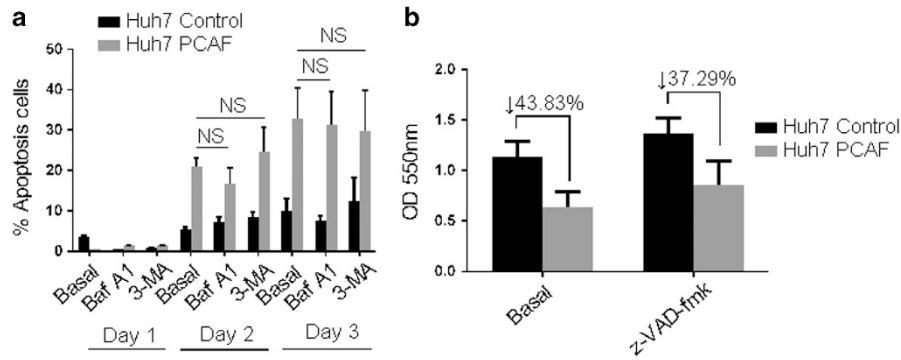 a
Huh7 Control
Huh7 PCAF
% Apoptosis cells
50
40
30
20
10
0
NS
NS
NS
NS
Basal
Baf A1
3-MA
Basal
Baf A1
3-MA
Basal
Baf A1
3-MA
Day 1
Day 2
Day 3
b
OD 550nm
2.0
1.5
1.0
0.5
0.0
↓43.83%
↓37.29%
Huh7 Control
Huh7 PCAF
Basal
z-VAD-fmk